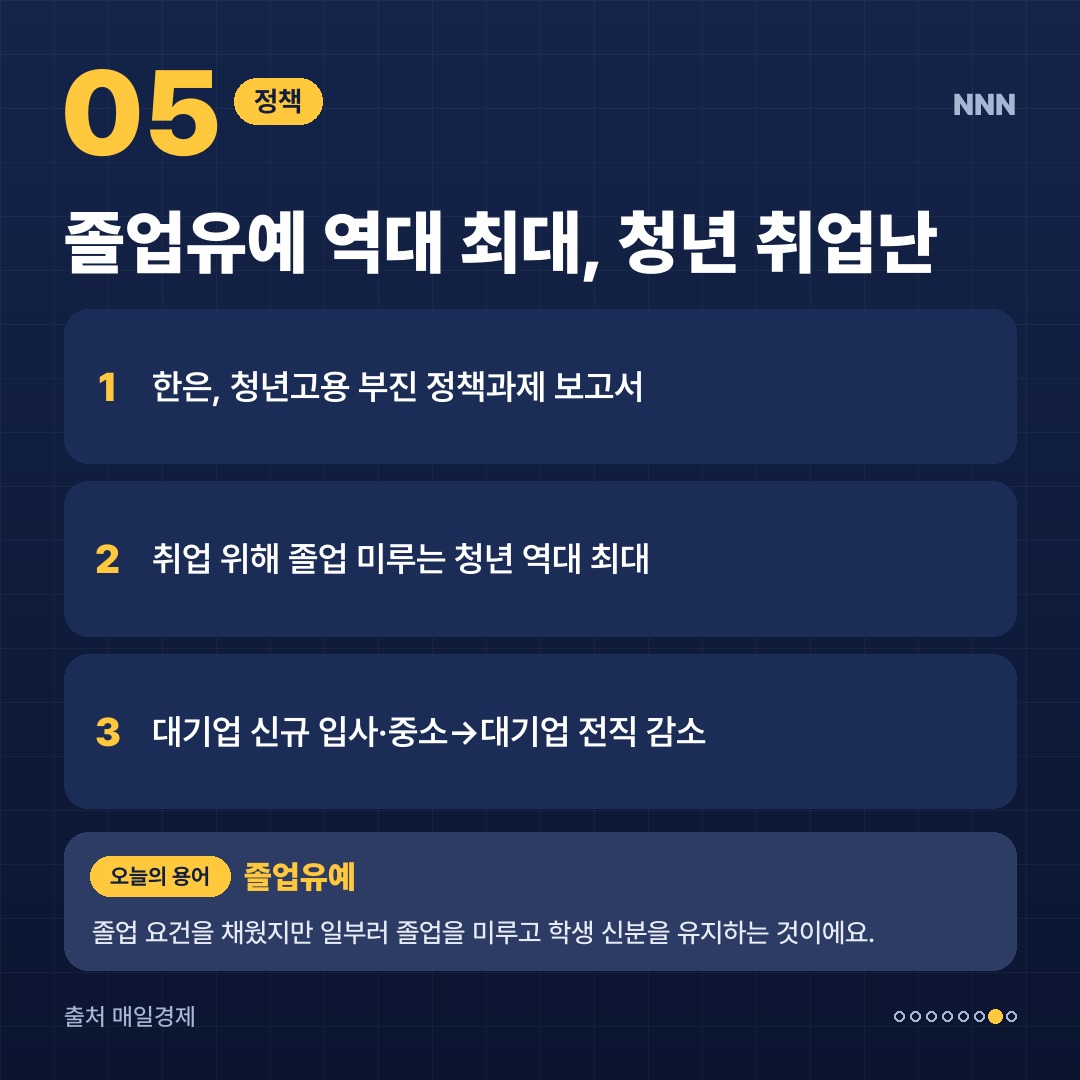 05 정책
NNN
졸업유예 역대 최대, 청년 취업난
1 한은, 청년고용 부진 정책과제 보고서
2 취업 위해 졸업 미루는 청년 역대 최대
3 대기업 신규 입사·중소→대기업 전직 감소
오늘의 용어 졸업유예
졸업 요건을 채웠지만 일부러 졸업을 미루고 학생 신분을 유지하는 것이에요.
출처 매일경제